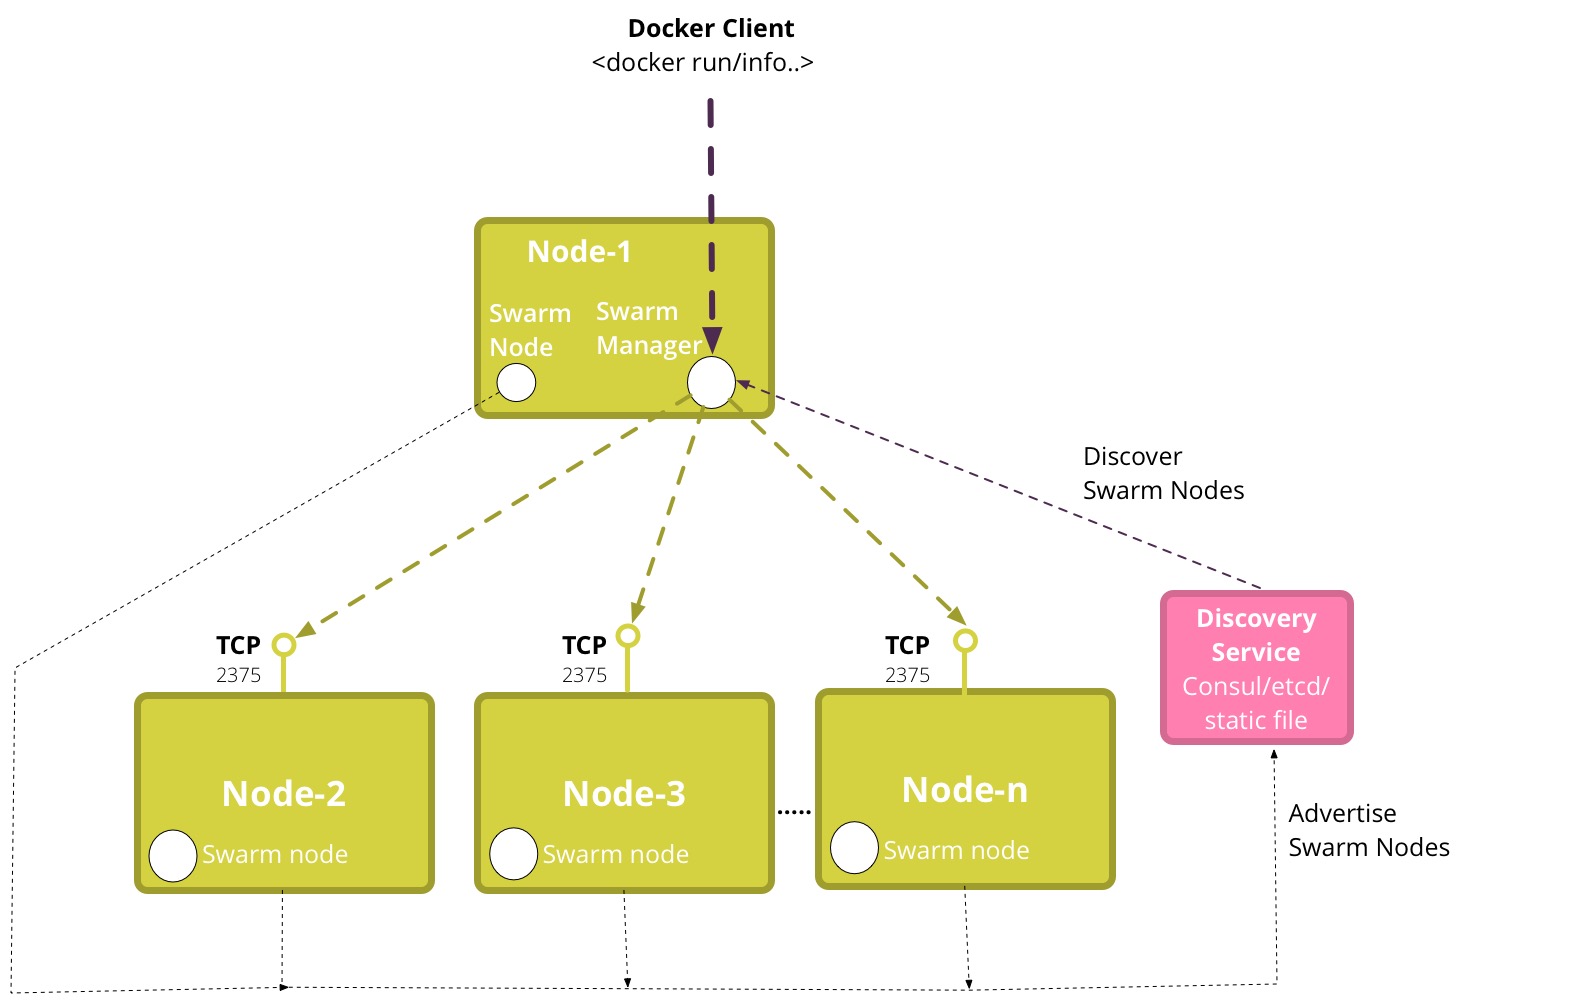 Docker Client
<docker run/info..>
Node-1
Swarm
Node
Swarm
Manager
Discover
Swarm Nodes
TCP
2375
TCP
2375
TCP
2375
Discovery
Service
Consul/etcd/
static file
Node-2
Swarm node
Node-3
Swarm node
.....
Node-n
Swarm node
Advertise
Swarm Nodes